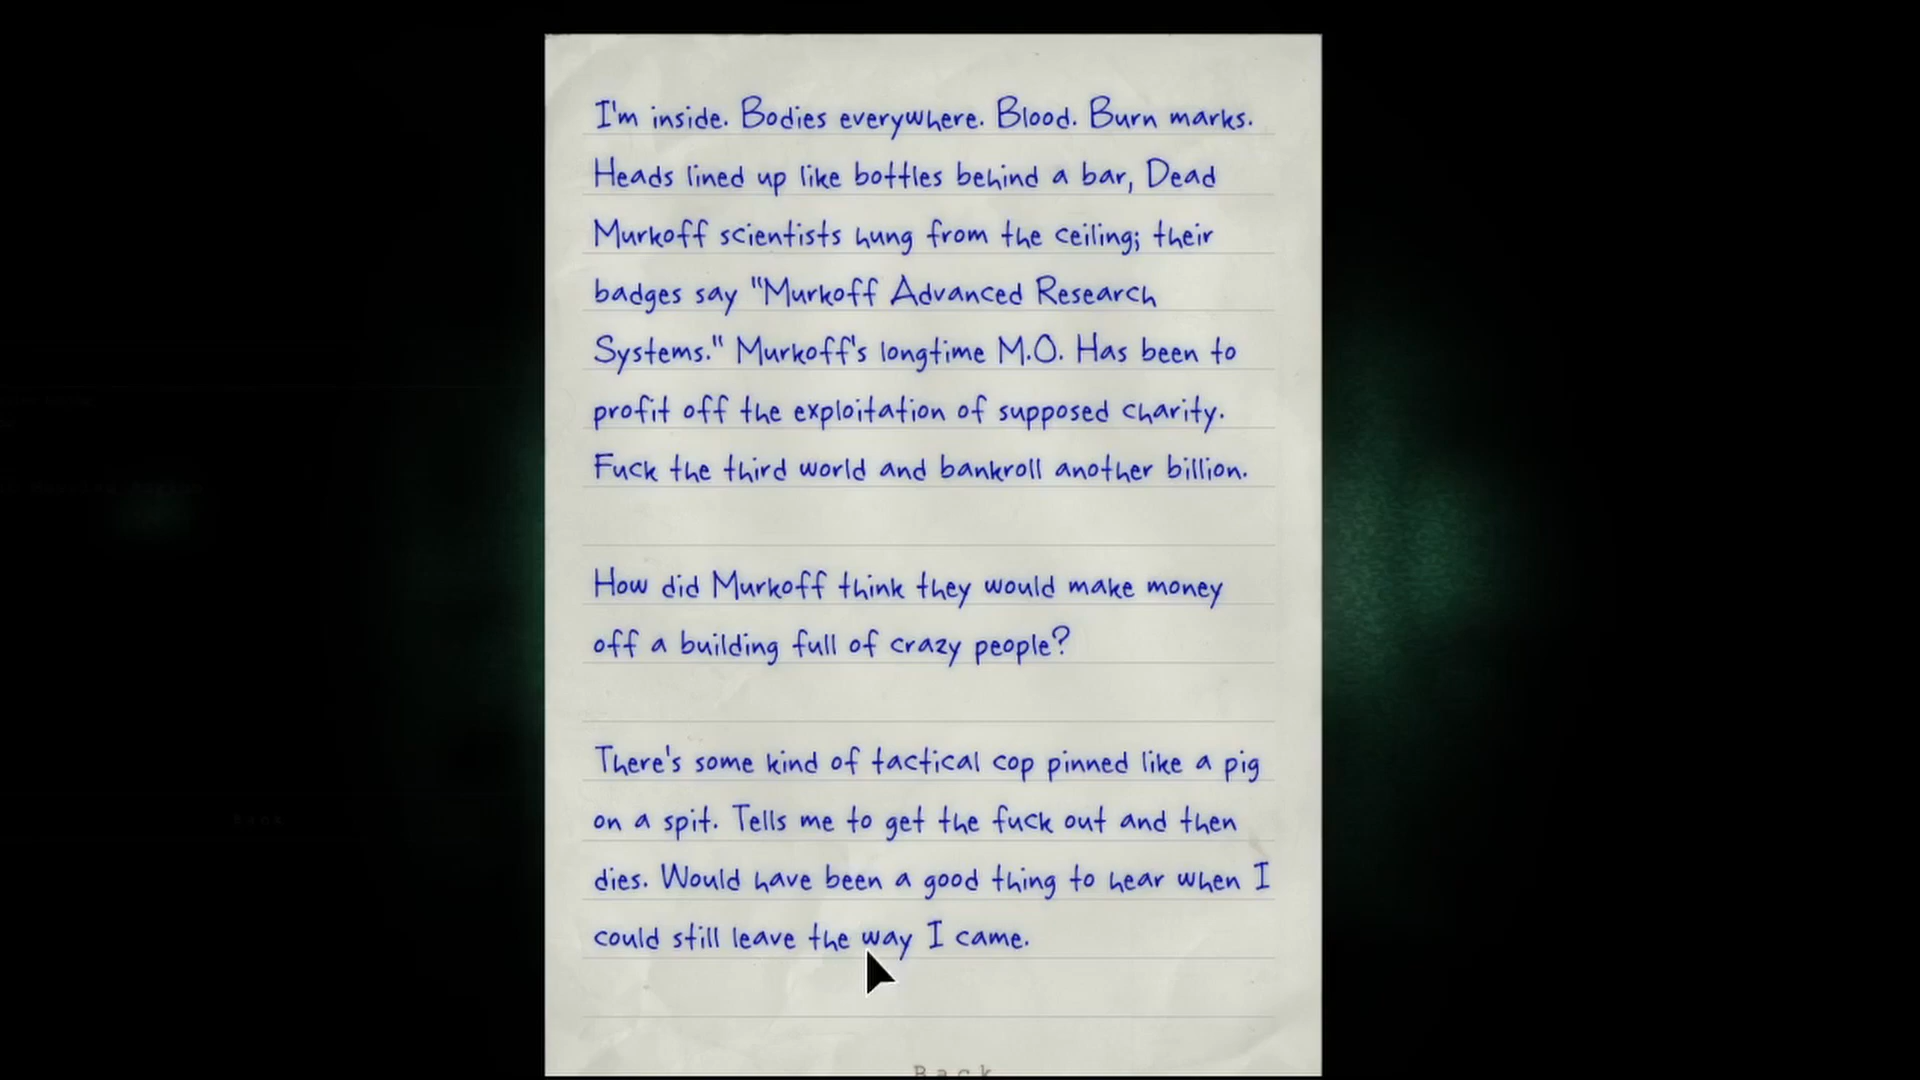 I'm inside. Bodies everywhere. Blood. Burn marks.
Heads lined up like bottles behind a bar, Dead
Murkoff scientists hung from the ceiling; their
badges say "Murkoff Advanced Research
Systems." Murkoff's longtime M.O. Has been to
profit off the exploitation of supposed charity.
Fuck the third world and bankroll another billion.
How did Murkoff think they would make money
off a building full of crazy people?
There's some kind of tactical cop pinned like a pig
on a spit. Tells me to get the fuck out and then
dies. Would have been a good thing to hear when I
could still leave the way I came.
Back